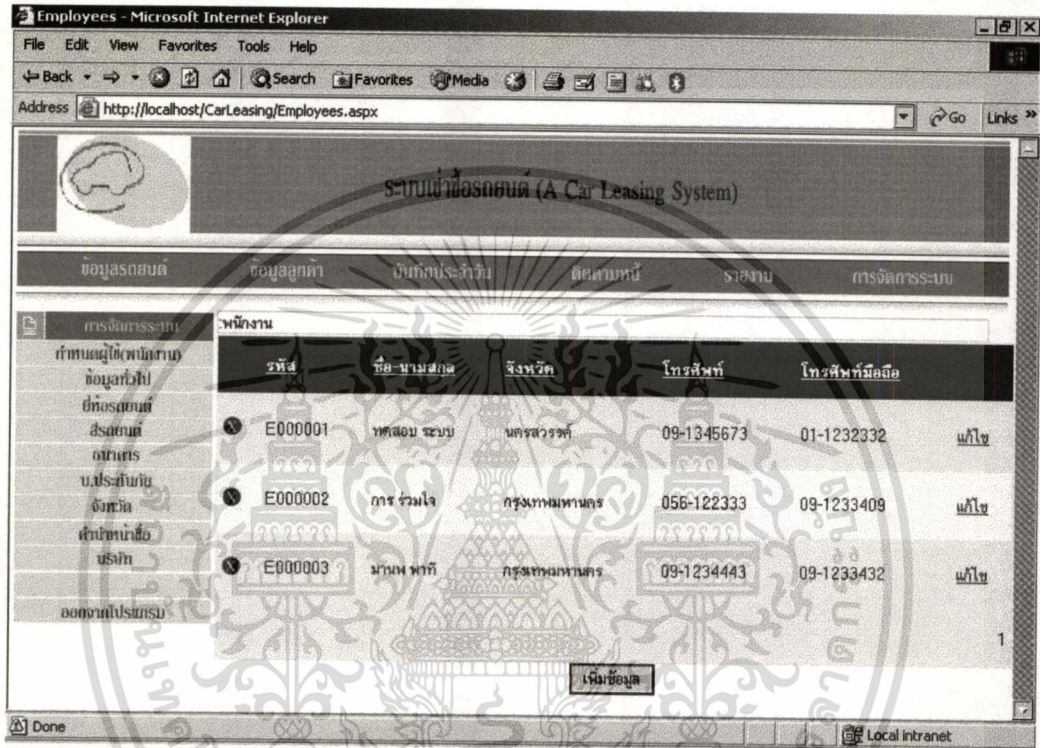 Employees - Microsoft Internet Explorer
File Edit View Favorites Tools Help
Back Search Favorites Media
Address http://localhost/CarLeasing/Employees.aspx Go Links »
ระบบเช่าซื้อรถยนต์ (A Car Leasing System)
ข้อมูลรถยนต์ ข้อมูลลูกค้า บันทึกประจำวัน ติดตามหนี้ รายงาน การจัดการระบบ
การจัดการระบบ
กำหนดผู้ใช้(พนักงาน)
ข้อมูลทั่วไป
ยี่ห้อรถยนต์
สีรถยนต์
ธนาคาร
บ.ประกันภัย
จังหวัด
คำนำหน้าชื่อ
บริษัท
ออกจากโปรแกรม
:พนักงาน
รหัส ชื่อ-นามสกุล จังหวัด โทรศัพท์ โทรศัพท์มือถือ
E000001 ทดสอบ ระบบ นครสวรรค์ 09-1345673 01-1232332 แก้ไข
E000002 การ ร่วมใจ กรุงเทพมหานคร 056-122333 09-1233409 แก้ไข
E000003 มานพ พาที กรุงเทพมหานคร 09-1234443 09-1233432 แก้ไข
1
เพิ่มข้อมูล
Done Local intranet